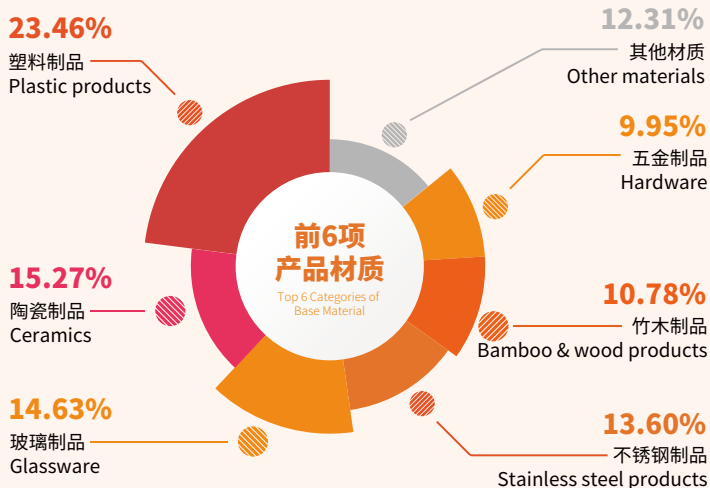 23.46%
塑料制品
Plastic products
12.31%
其他材质
Other materials
9.95%
五金制品
Hardware
前6项
产品材质
Top 6 Categories of
Base Material
15.27%
陶瓷制品
Ceramics
10.78%
竹木制品
Bamboo & wood products
14.63%
玻璃制品
Glassware
13.60%
不锈钢制品
Stainless steel products